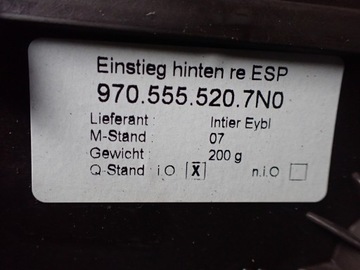 Einstieg hinten re ESP
970.555.520.7N0
Lieferant : Intier Eybl
M-Stand : 07
Gewicht : 200 g
Q-Stand : i O [X] n.i.O